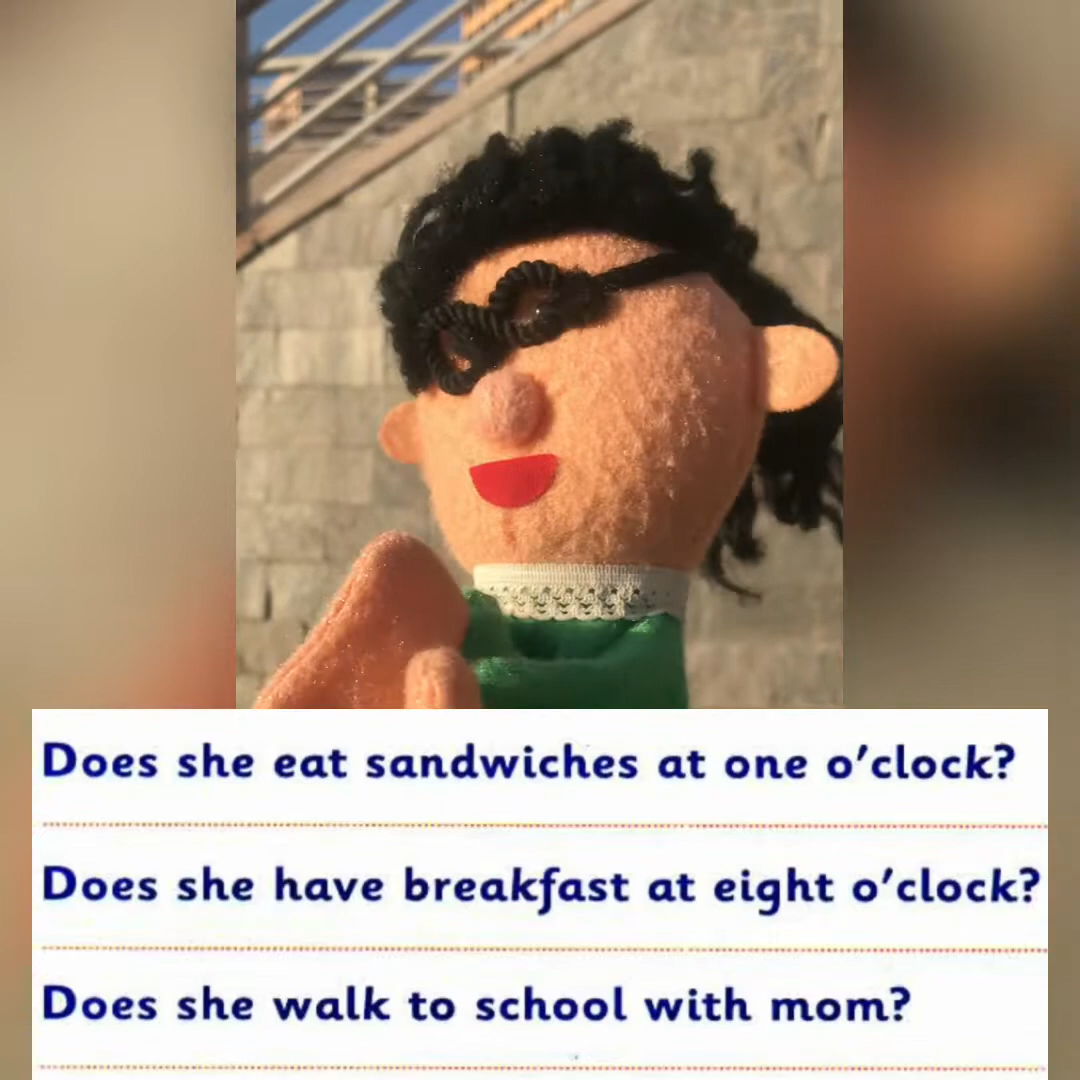 Does she eat sandwiches at one o’clock?
Does she have breakfast at eight o’clock?
Does she walk to school with mom?